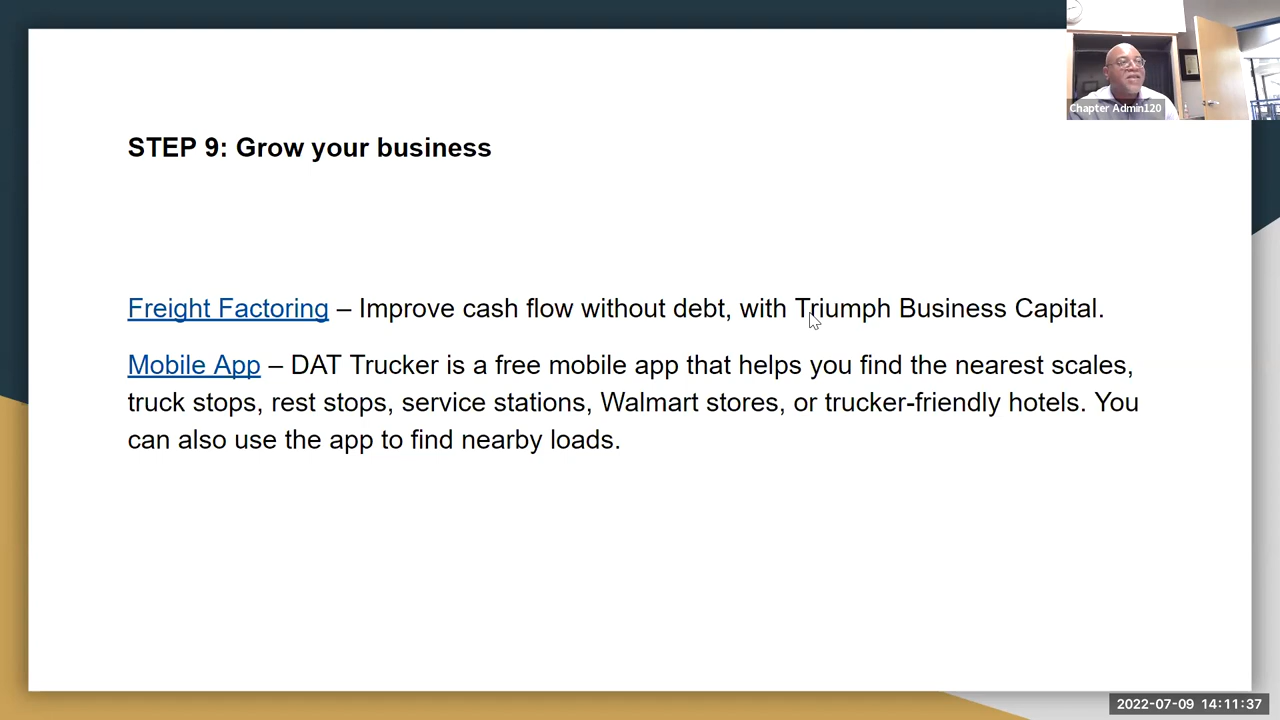 Chapter Admin120
STEP 9: Grow your business
Freight Factoring – Improve cash flow without debt, with Triumph Business Capital.
Mobile App – DAT Trucker is a free mobile app that helps you find the nearest scales,
truck stops, rest stops, service stations, Walmart stores, or trucker-friendly hotels. You
can also use the app to find nearby loads.
2022-07-09 14:11:37